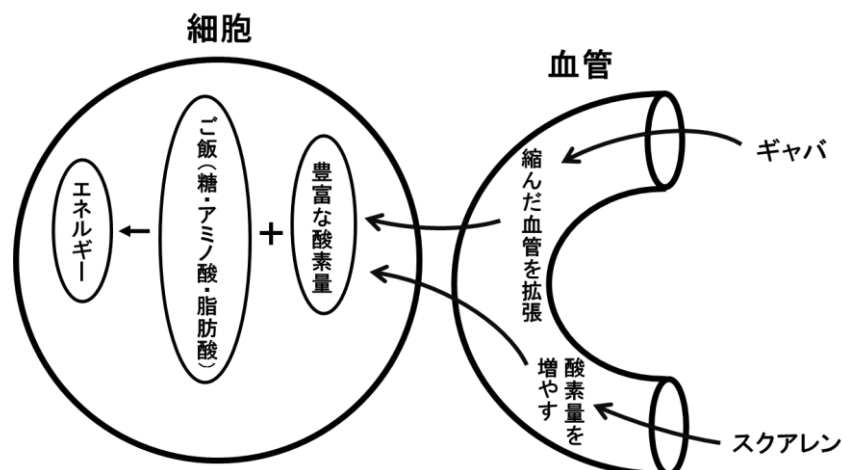 細胞
血管
ギャバ
縮んだ血管を拡張
豊富な酸素量
+
ご飯(糖・アミノ酸・脂肪酸)
エネルギー
酸素量を
増やす
スクアレン